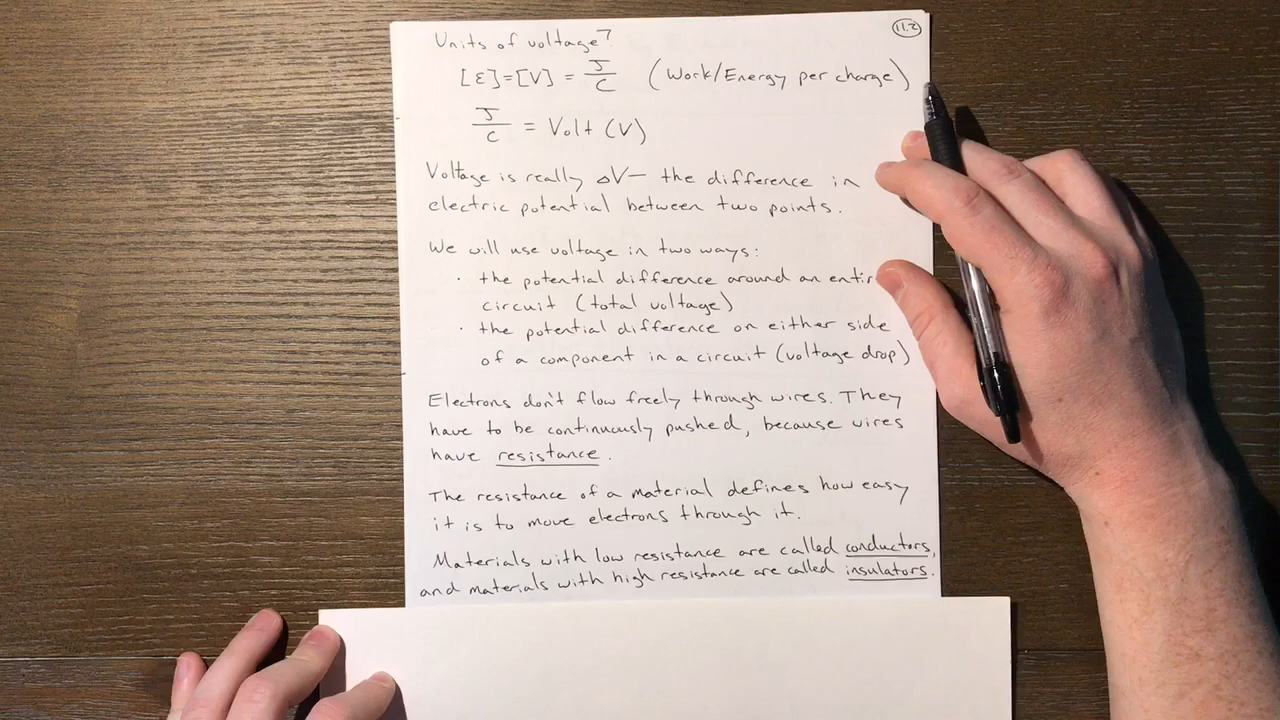 11.2
Units of voltage?
[ε]=[V] = J/C (Work/Energy per charge)
J/C = Volt (V)
Voltage is really ΔV— the difference in
electric potential between two points.
We will use voltage in two ways:
· the potential difference around an entir
circuit (total voltage)
· the potential difference on either side
of a component in a circuit (voltage drop)
Electrons don't flow freely through wires. They
have to be continuously pushed, because wires
have resistance.
The resistance of a material defines how easy
it is to move electrons through it.
Materials with low resistance are called conductors,
and materials with high resistance are called insulators.